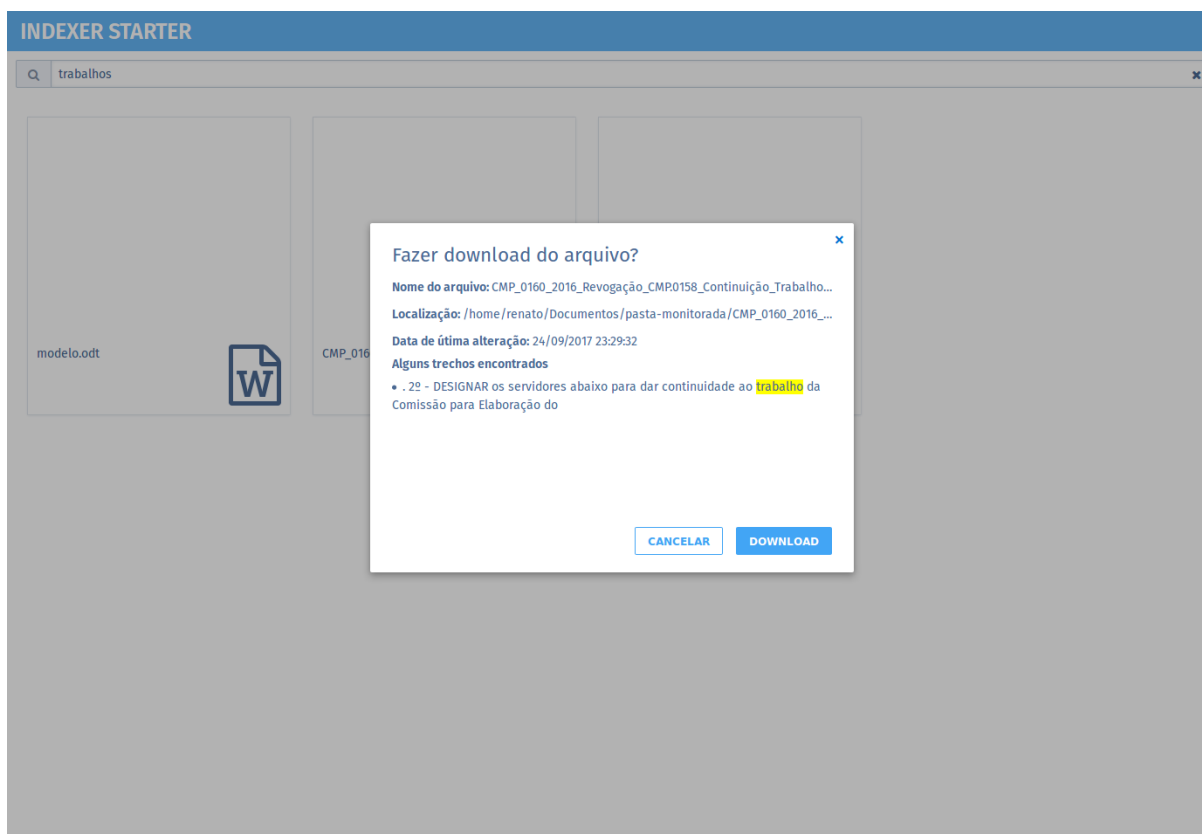 INDEXER STARTER
trabalhos
modelo.odt
CMP_016
Fazer download do arquivo?
Nome do arquivo: CMP_0160_2016_Revogação_CMP.0158_Continuição_Trabalho...
Localização: /home/renato/Documentos/pasta-monitorada/CMP_0160_2016_...
Data de útima alteração: 24/09/2017 23:29:32
Alguns trechos encontrados
• . 2º - DESIGNAR os servidores abaixo para dar continuidade ao trabalho da
Comissão para Elaboração do
CANCELAR DOWNLOAD